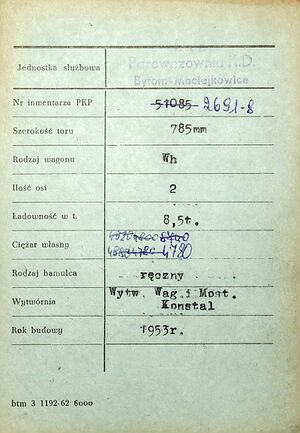 Jednostka służbowa Parowozownia K.D.
Bytom-Maciejkowice
Nr inwentarza PKP 51085 - 2691-8
Szerokość toru 785mm
Rodzaj wagonu Wh
Ilość osi 2
Ładowność w t. 8,5t.
Ciężar własny 4780
Rodzaj hamulca ręczny
Wytwórnia Wytw. Wag.i Most.
Konstal
Rok budowy 1953r.
btm 3 1192-62 6000